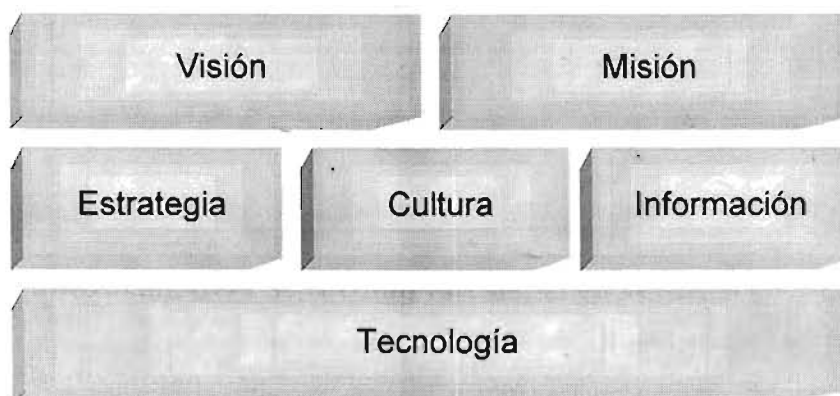 Visión
Misión
Estrategia
Cultura
Información
Tecnología